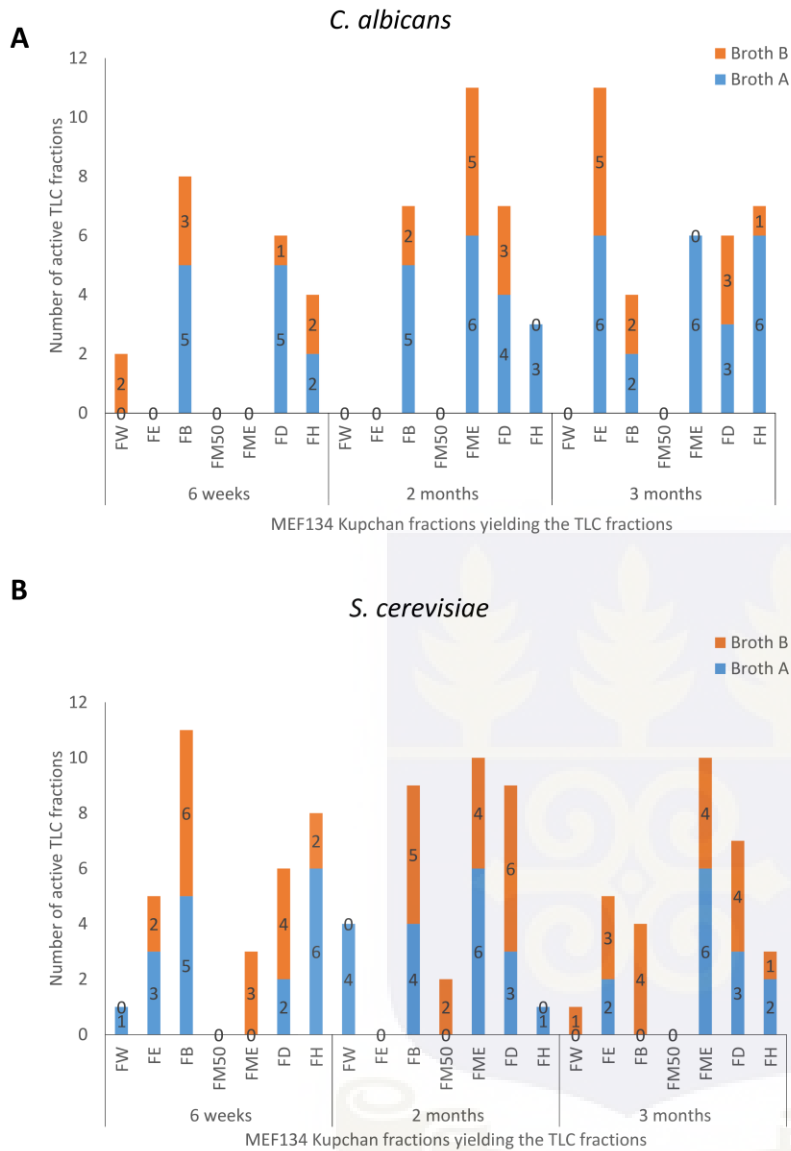 C. albicans
A
Broth B
Broth A
Number of active TLC fractions
12
10
8
6
4
2
0
2 3 1 2 2 5 3 0 5 2 0 3 1
0 0 5 0 0 5 2 0 0 5 0 6 4 3 0 6 2 0 6 3 6
FW FE FB FM50 FME FD FH FW FE FB FM50 FME FD FH FW FE FB FM50 FME FD FH
6 weeks 2 months 3 months
MEF134 Kupchan fractions yielding the TLC fractions
B
S. cerevisiae
Broth B
Broth A
Number of active TLC fractions
12
10
8
6
4
2
0
0 2 6 3 4 2 0 5 2 4 6 0 1 3 4 4 4 1
1 3 5 0 0 2 6 4 0 4 0 6 3 1 0 2 0 0 6 3 2
FW FE FB FM50 FME FD FH FW FE FB FM50 FME FD FH FW FE FB FM50 FME FD FH
6 weeks 2 months 3 months
MEF134 Kupchan fractions yielding the TLC fractions